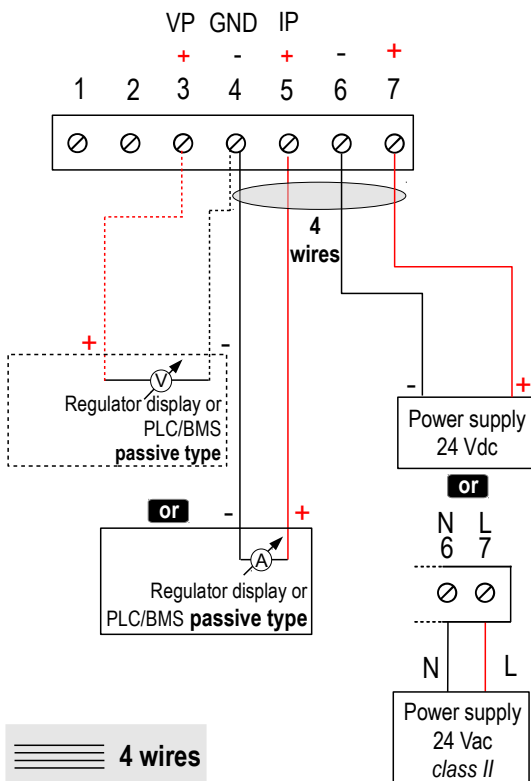 VP GND IP
+ - + - +
1 2 3 4 5 6 7
4
wires
+ -
V
Regulator display or
PLC/BMS
passive type
or
- +
A
Regulator display or
PLC/BMS passive type
- +
Power supply
24 Vdc
or
N L
6 7
N L
Power supply
24 Vac
class II
4 wires